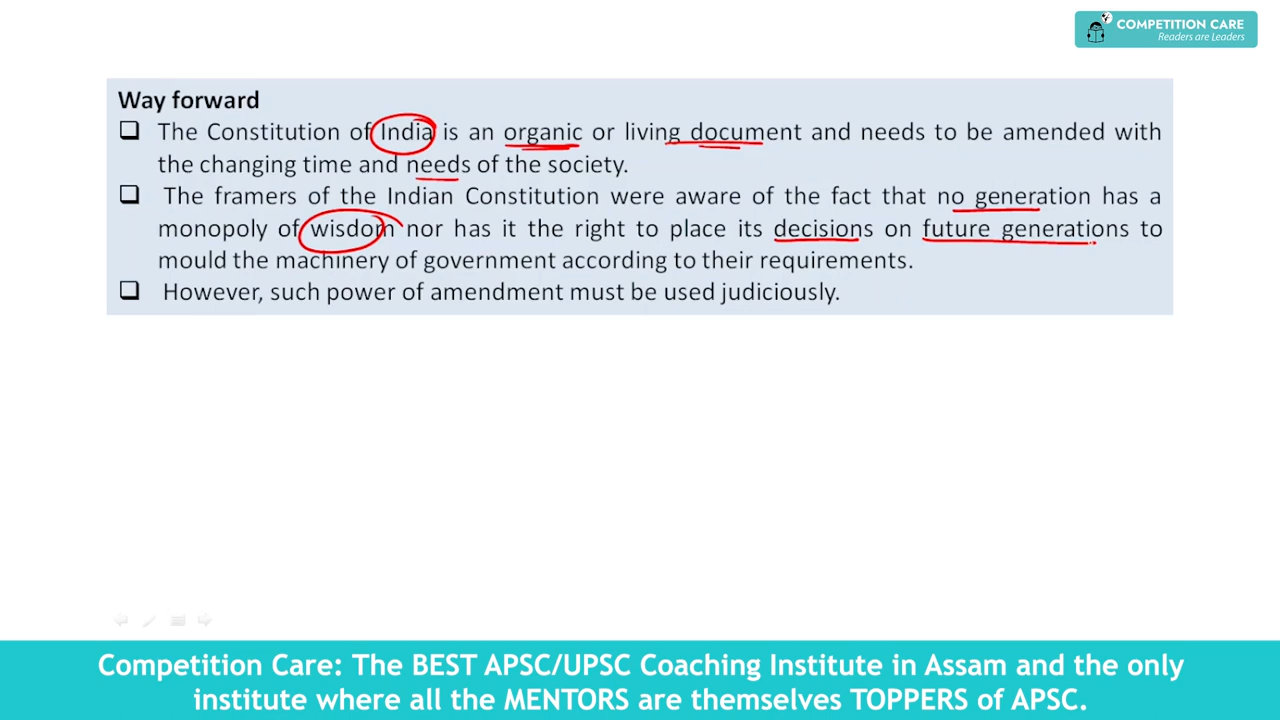 COMPETITION CARE
Readers are Leaders
Way forward
❑ The Constitution of India is an organic or living document and needs to be amended with
the changing time and needs of the society.
❑ The framers of the Indian Constitution were aware of the fact that no generation has a
monopoly of wisdom nor has it the right to place its decisions on future generations to
mould the machinery of government according to their requirements.
❑ However, such power of amendment must be used judiciously.
Competition Care: The BEST APSC/UPSC Coaching Institute in Assam and the only
institute where all the MENTORS are themselves TOPPERS of APSC.